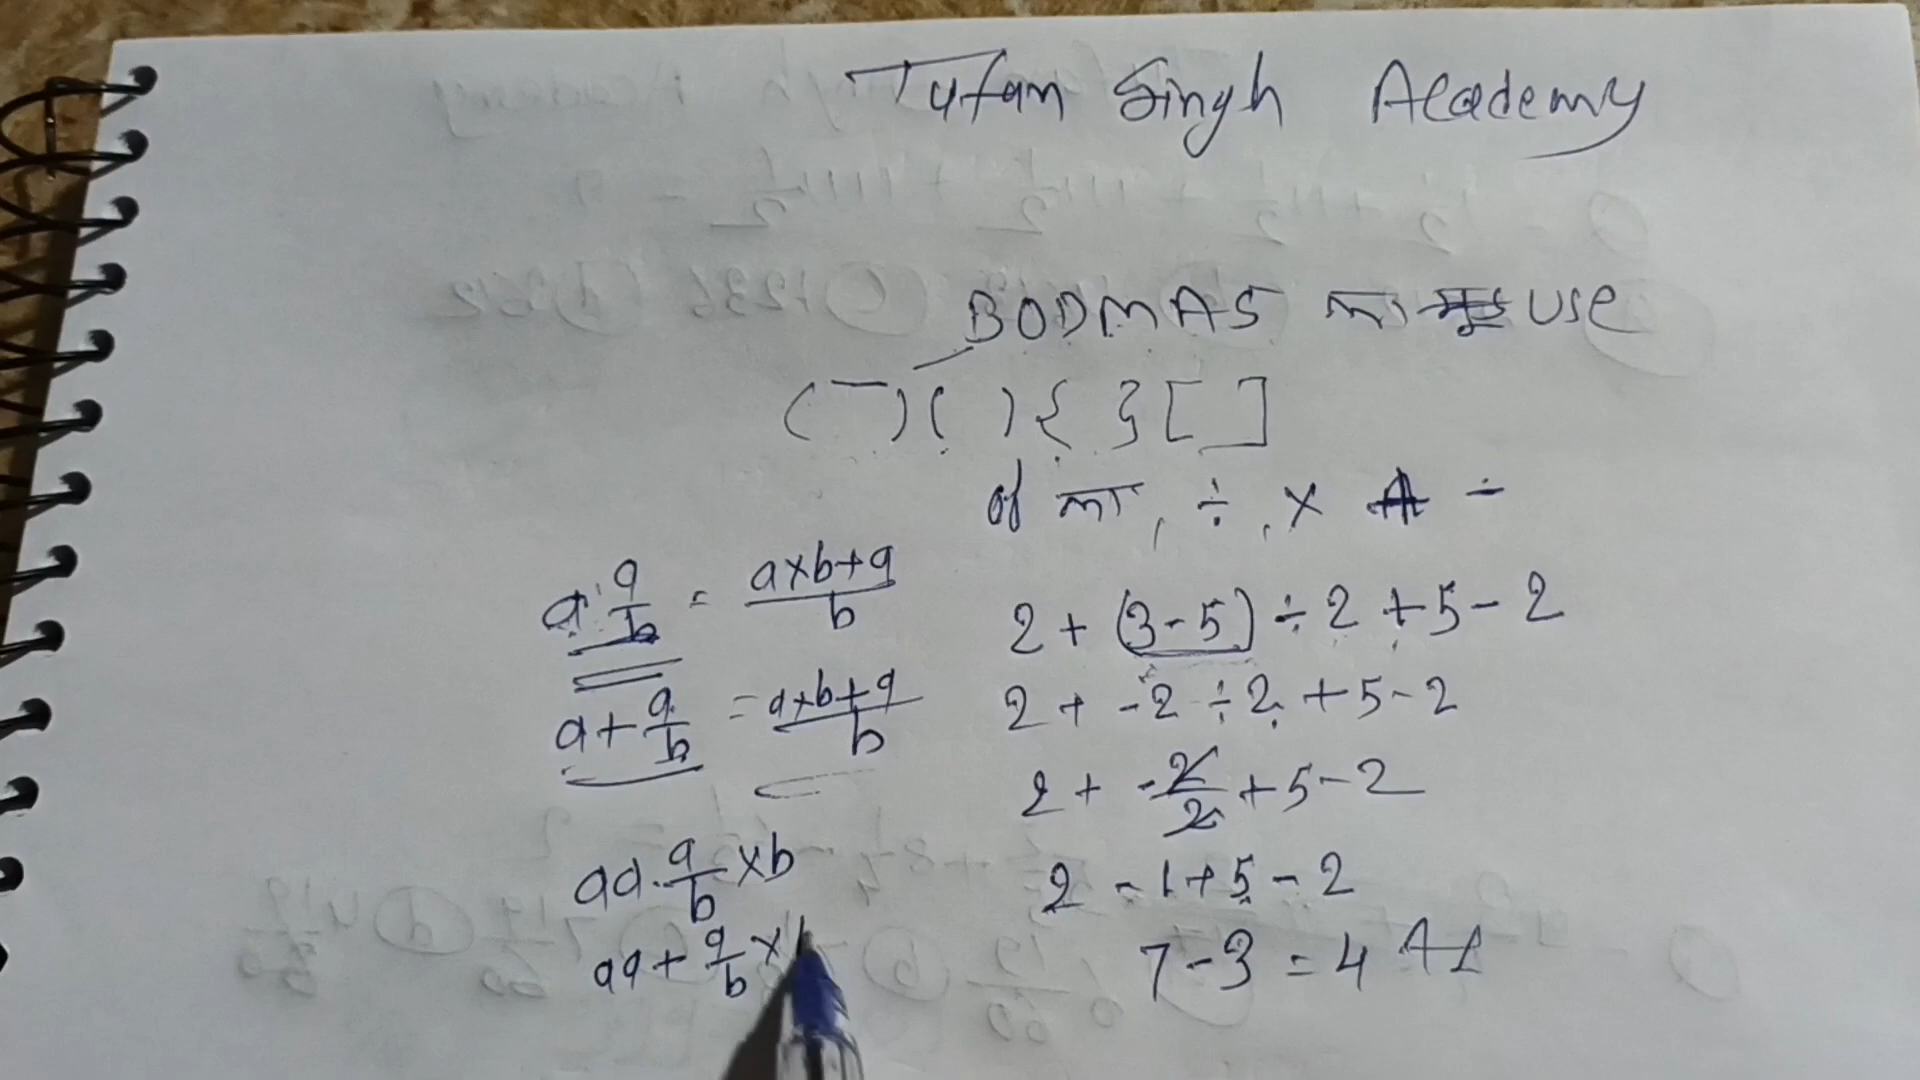 Tufan Singh Academy
BODMAS का USE
( ‾ ) ( ) { } [ ]
of का, ÷, × A -
a a/b = a×b+a/b
a + a/b = a×b+a/b
aa a/b ×b
aa + a/b ×
2 + (3-5) ÷ 2 + 5 - 2
2 + -2 ÷ 2 + 5 - 2
2 + -2/2 + 5 - 2
2 - 1 + 5 - 2
7 - 3 = 4